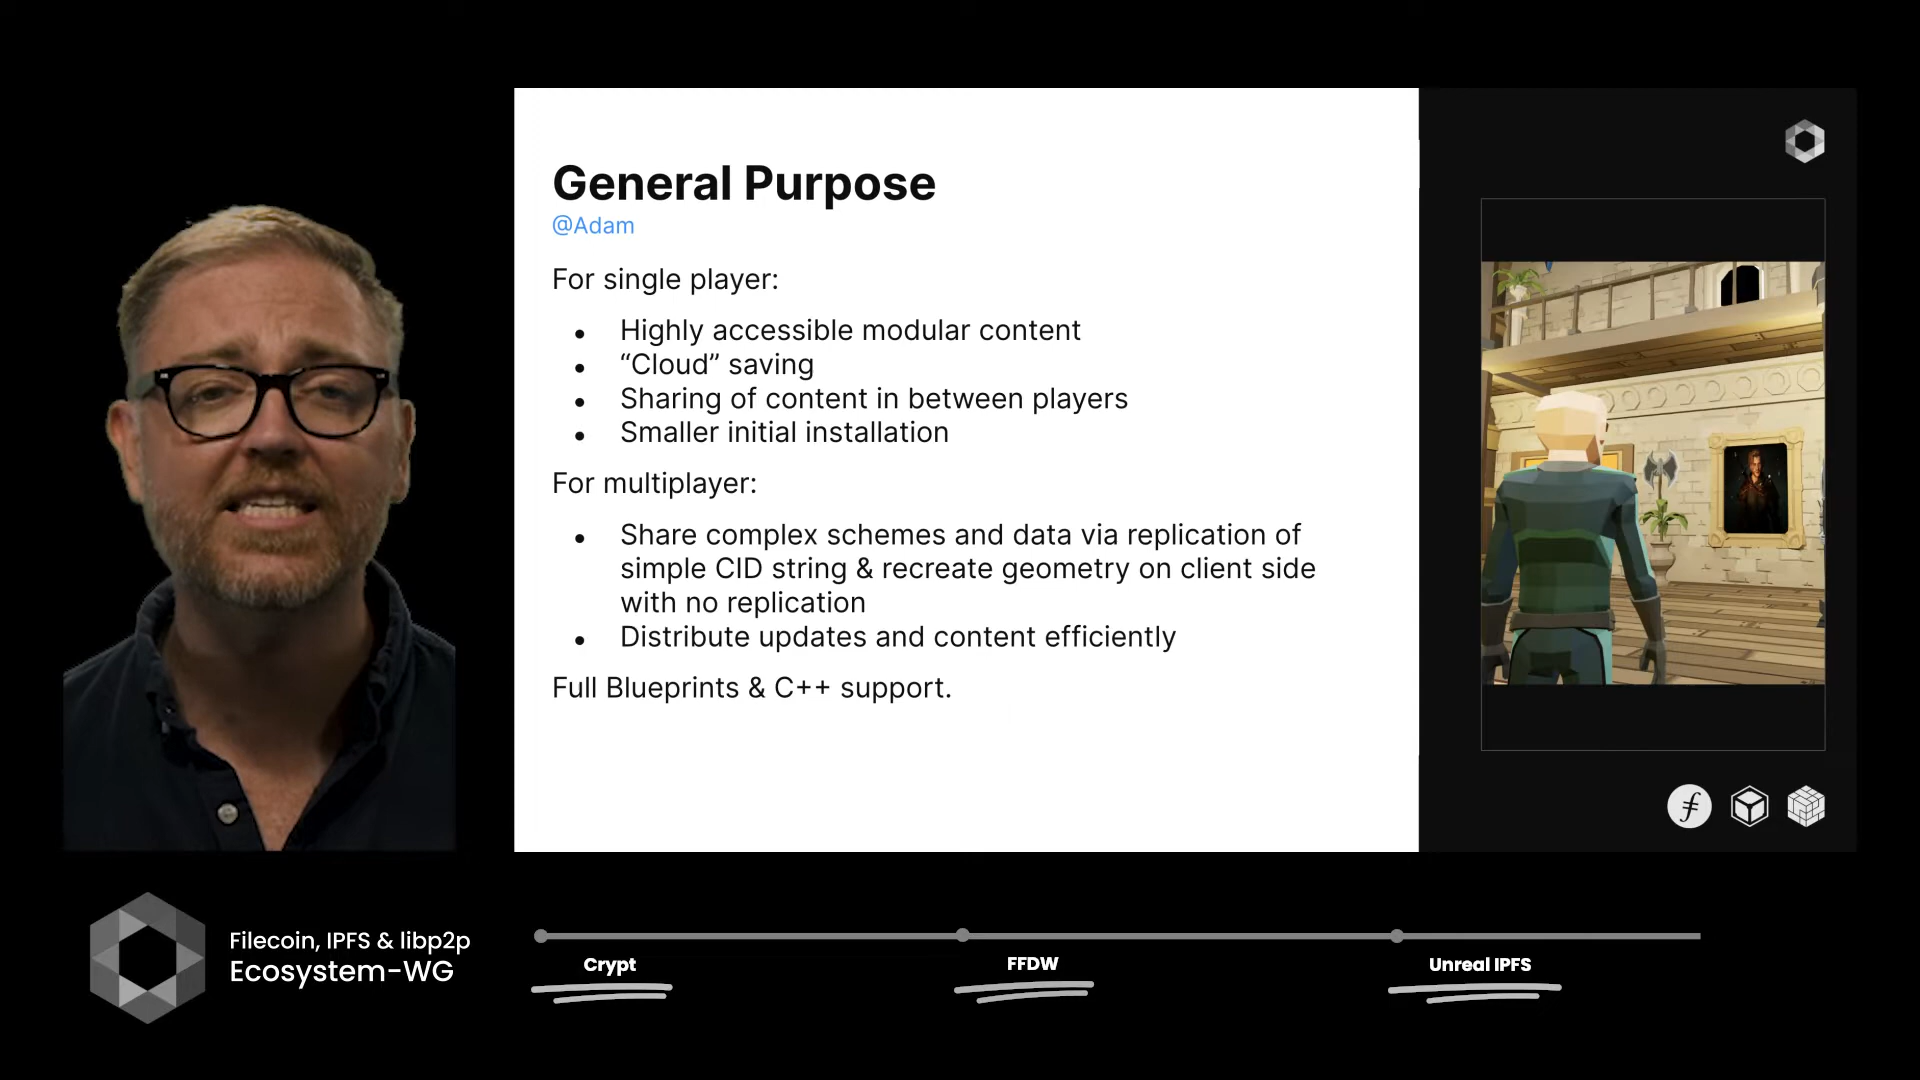 General Purpose
@Adam
For single player:
• Highly accessible modular content
• “Cloud” saving
• Sharing of content in between players
• Smaller initial installation
For multiplayer:
• Share complex schemes and data via replication of
simple CID string & recreate geometry on client side
with no replication
• Distribute updates and content efficiently
Full Blueprints & C++ support.
Filecoin, IPFS & libp2p
Ecosystem-WG
Crypt
FFDW
Unreal IPFS